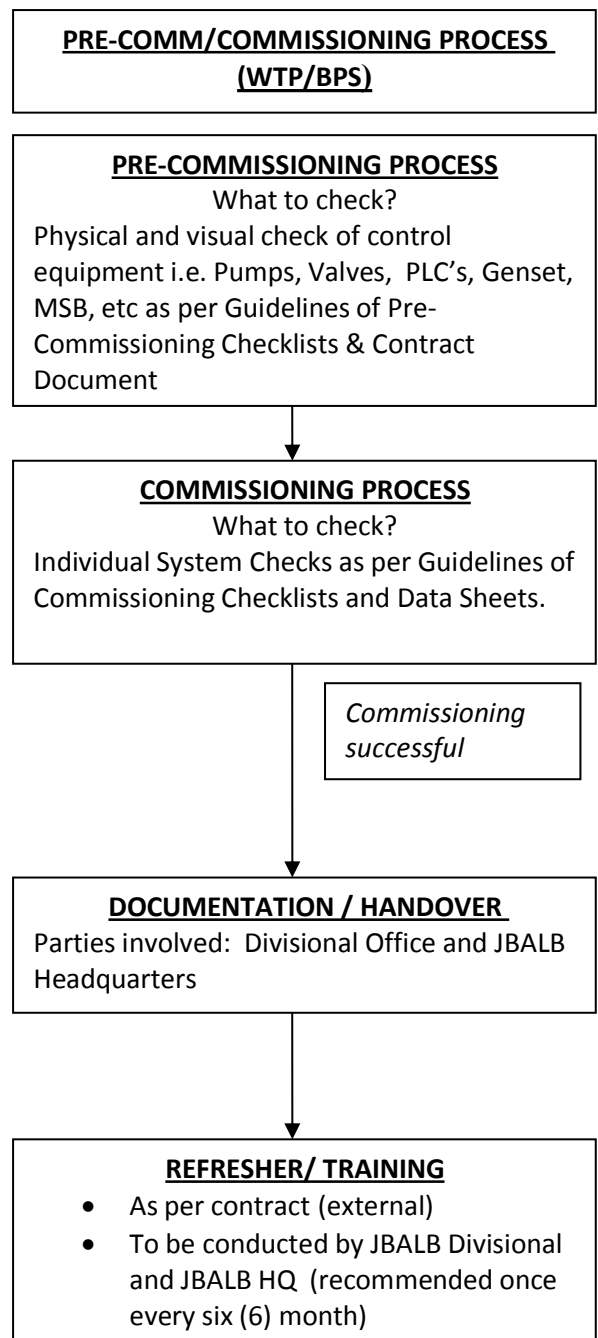 PRE-COMM/COMMISSIONING PROCESS
(WTP/BPS)
PRE-COMMISSIONING PROCESS
What to check?
Physical and visual check of control
equipment i.e. Pumps, Valves, PLC’s, Genset,
MSB, etc as per Guidelines of Pre-
Commissioning Checklists & Contract
Document
COMMISSIONING PROCESS
What to check?
Individual System Checks as per Guidelines of
Commissioning Checklists and Data Sheets.
Commissioning
successful
DOCUMENTATION / HANDOVER
Parties involved: Divisional Office and JBALB
Headquarters
REFRESHER/ TRAINING
• As per contract (external)
• To be conducted by JBALB Divisional
and JBALB HQ (recommended once
every six (6) month)